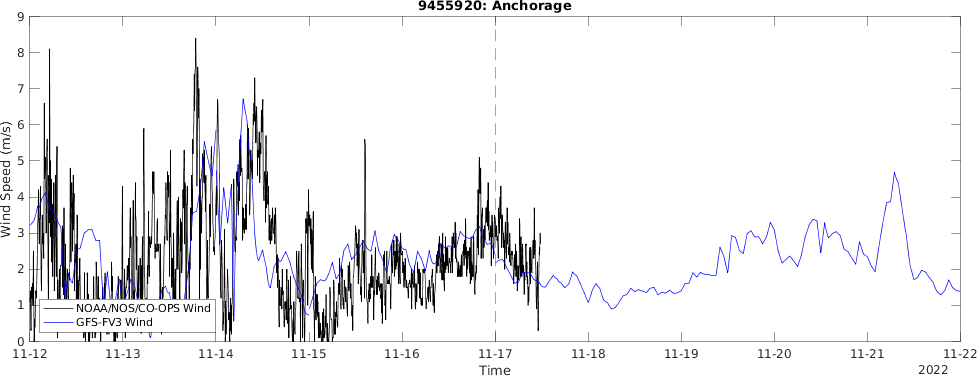 9455920: Anchorage
Wind Speed (m/s)
9
8
7
6
5
4
3
2
1
0
NOAA/NOS/CO-OPS Wind
GFS-FV3 Wind
11-12 11-13 11-14 11-15 11-16 11-17 11-18 11-19 11-20 11-21 11-22
Time
2022